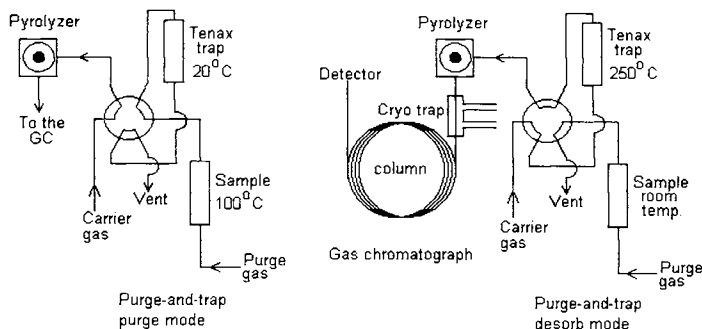 Pyrolyzer
Tenax
trap
20°C
To the
GC
Vent
Carrier
gas
Sample
100°C
Purge
gas
Purge-and-trap
purge mode
Pyrolyzer
Detector
Cryo trap
column
Gas chromatograph
Tenax
trap
250°C
Carrier
gas
Vent
Sample
room
temp.
Purge
gas
Purge-and-trap
desorb mode